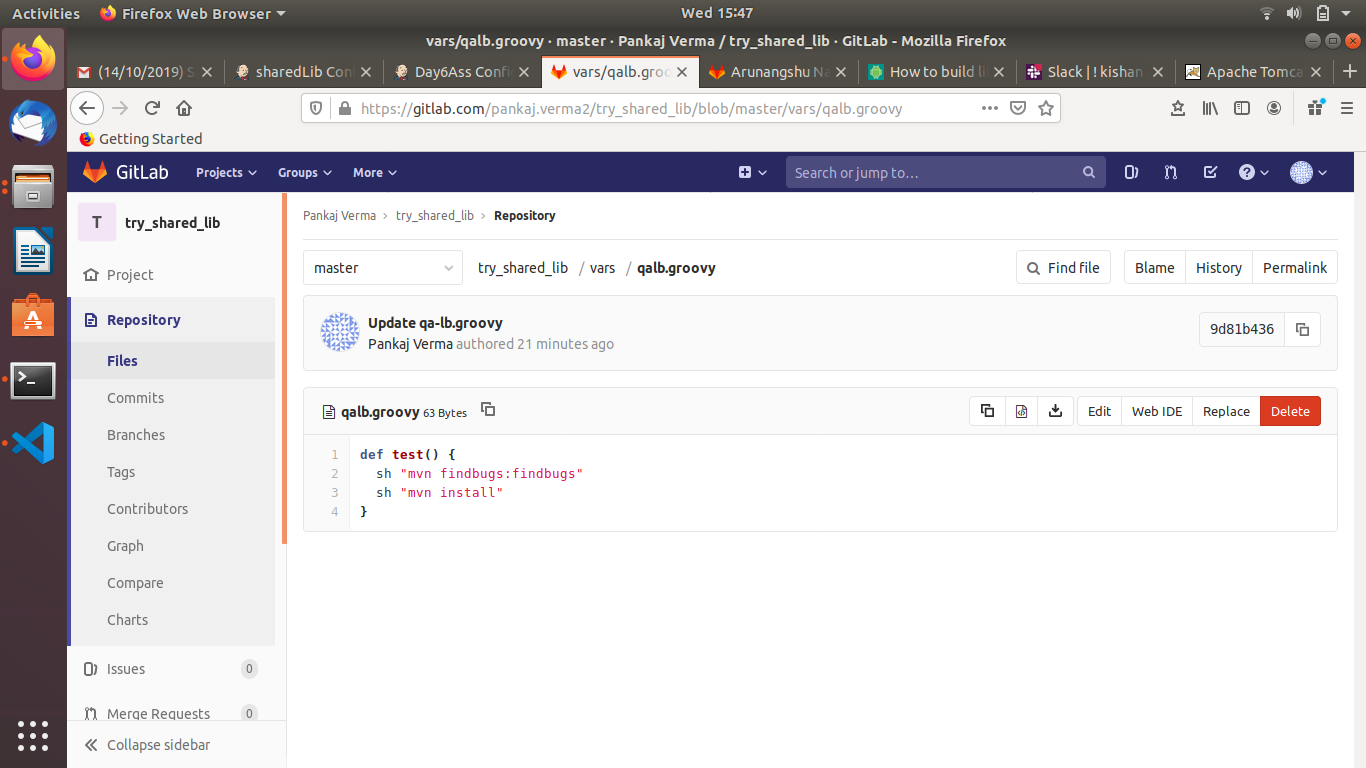 Activities Firefox Web Browser Wed 15:47
vars/qalb.groovy · master · Pankaj Verma / try_shared_lib · GitLab - Mozilla Firefox
(14/10/2019) S sharedLib Con Day6Ass Confi vars/qalb.groo Arunangshu Na How to build li Slack | ! kishan Apache Tomca
https://gitlab.com/pankaj.verma2/try_shared_lib/blob/master/vars/qalb.groovy
Getting Started
GitLab Projects Groups More Search or jump to…
T try_shared_lib
Project
Repository
Files
Commits
Branches
Tags
Contributors
Graph
Compare
Charts
Issues 0
Merge Requests 0
Collapse sidebar
Pankaj Verma > try_shared_lib > Repository
master try_shared_lib / vars / qalb.groovy Find file Blame History Permalink
Update qa-lb.groovy
Pankaj Verma authored 21 minutes ago
9d81b436
qalb.groovy 63 Bytes Edit Web IDE Replace Delete
1 def test() {
2 sh "mvn findbugs:findbugs"
3 sh "mvn install"
4 }